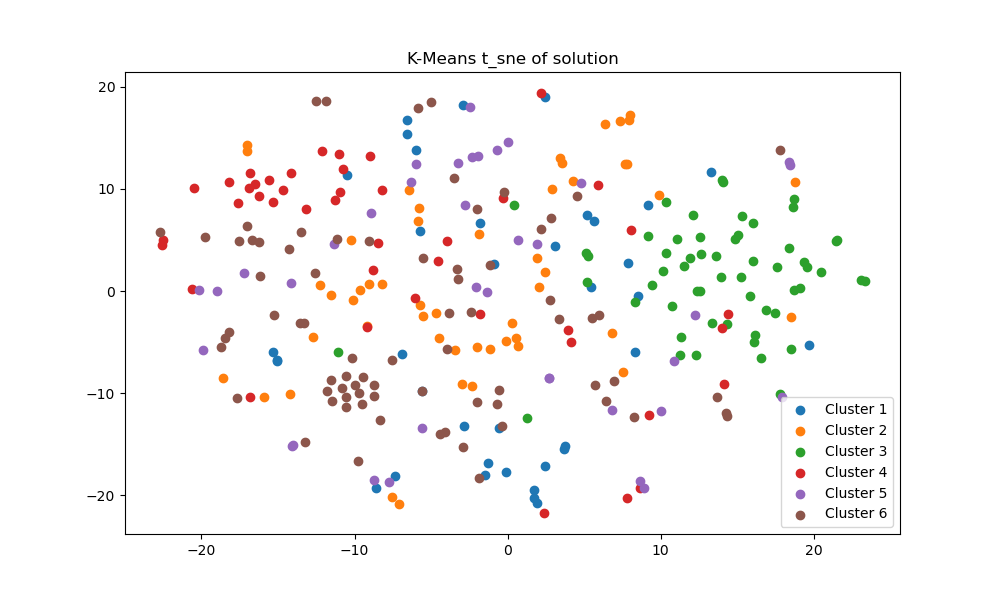 K-Means t_sne of solution
20
10
0
−10
−20
−20
−10
0
10
20
Cluster 1
Cluster 2
Cluster 3
Cluster 4
Cluster 5
Cluster 6